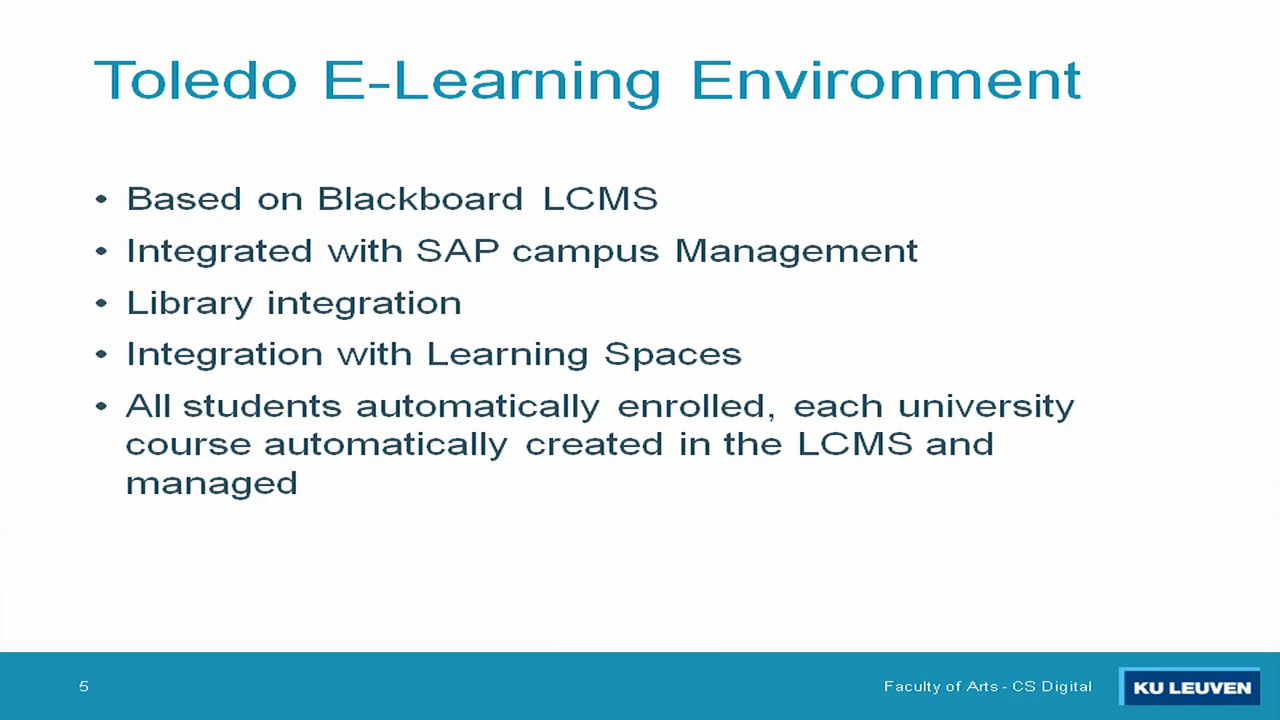 Toledo E-Learning Environment
• Based on Blackboard LCMS
• Integrated with SAP campus Management
• Library integration
• Integration with Learning Spaces
• All students automatically enrolled, each university
course automatically created in the LCMS and
managed
5
Faculty of Arts - CS Digital
KU LEUVEN